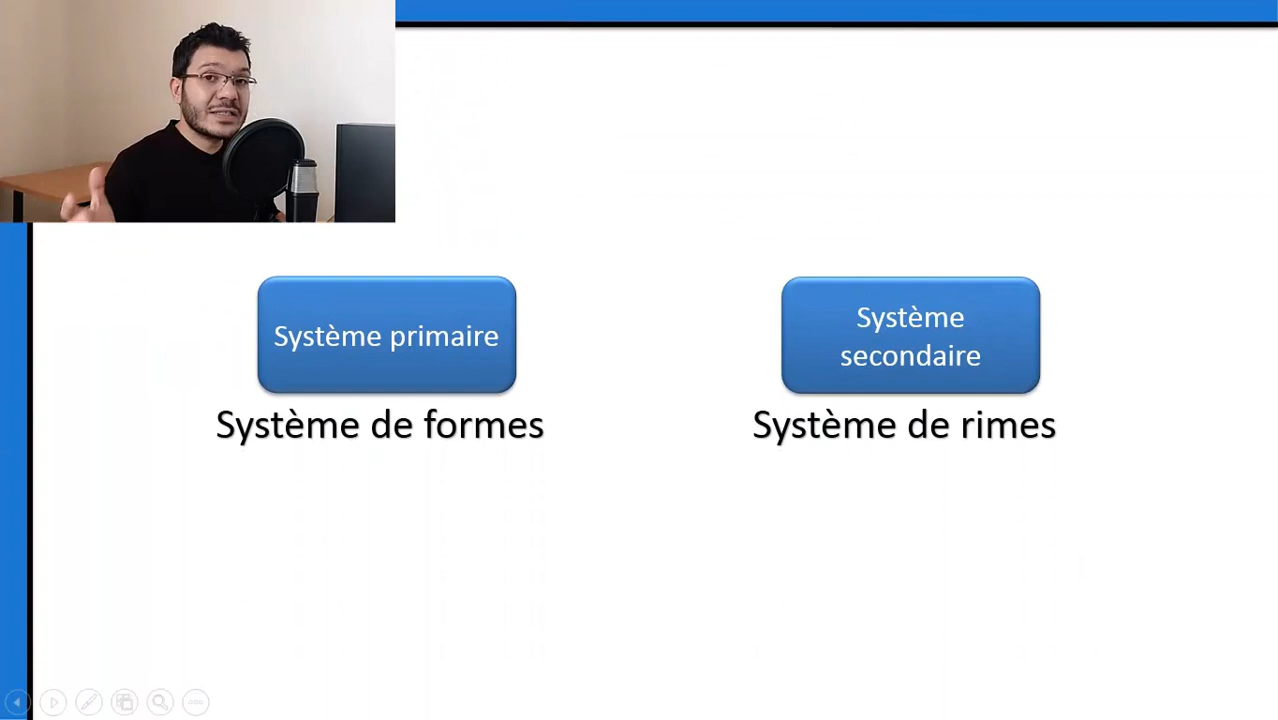 Système primaire
Système
secondaire
Système de formes
Système de rimes